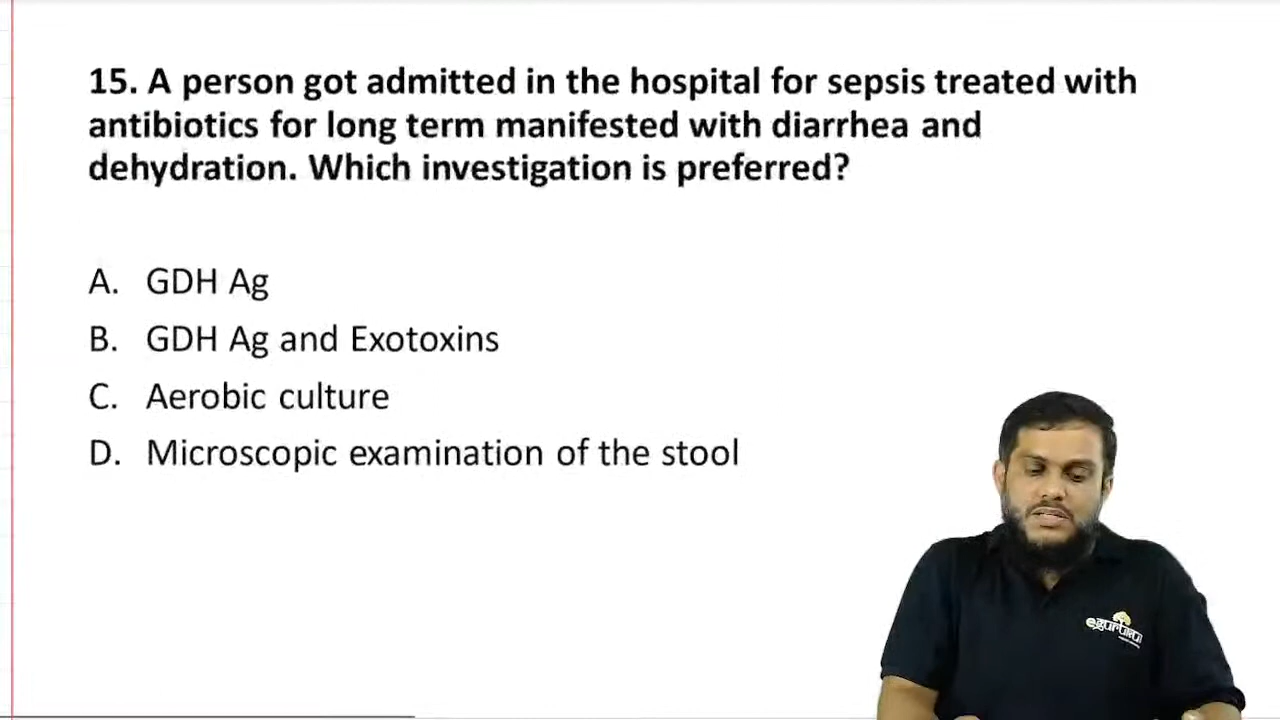 15. A person got admitted in the hospital for sepsis treated with
antibiotics for long term manifested with diarrhea and
dehydration. Which investigation is preferred?
A. GDH Ag
B. GDH Ag and Exotoxins
C. Aerobic culture
D. Microscopic examination of the stool